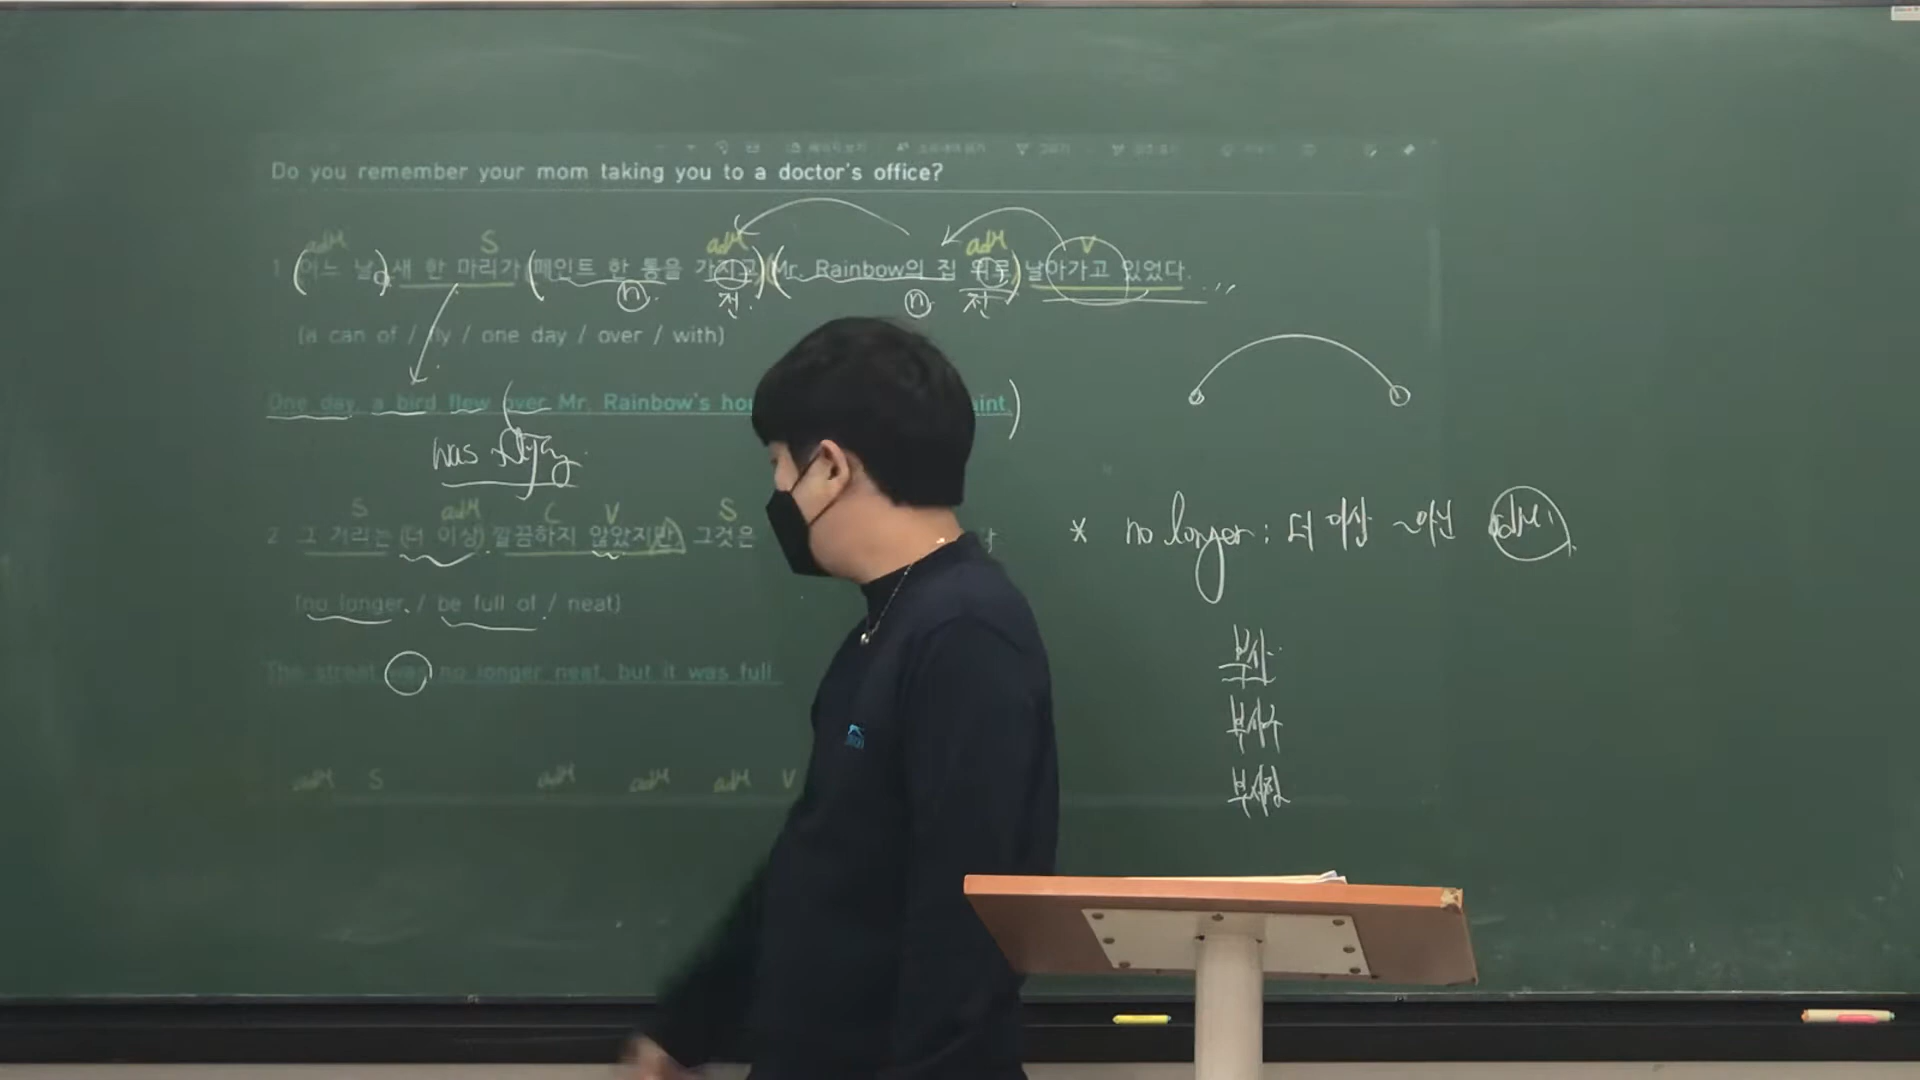 Do you remember your mom taking you to a doctor's office?
adv S adv adv V
1 (어느 날) 새 한 마리가 (페인트 한 통을 가지고) (Mr. Rainbow의 집 위로) 날아가고 있었다.
n 전 n 전
(a can of / fly / one day / over / with)
One day, a bird flew over Mr. Rainbow's aint.
was flying
S adv C V S
2 그 거리는 (더 이상) 깔끔하지 않았지만, 그것은
* no longer : 더 이상 ~아닌 adv
(no longer / be full of / neat)
The street was no longer neat, but it was full
부사
부사구
부사절
adv S adv adv adv V